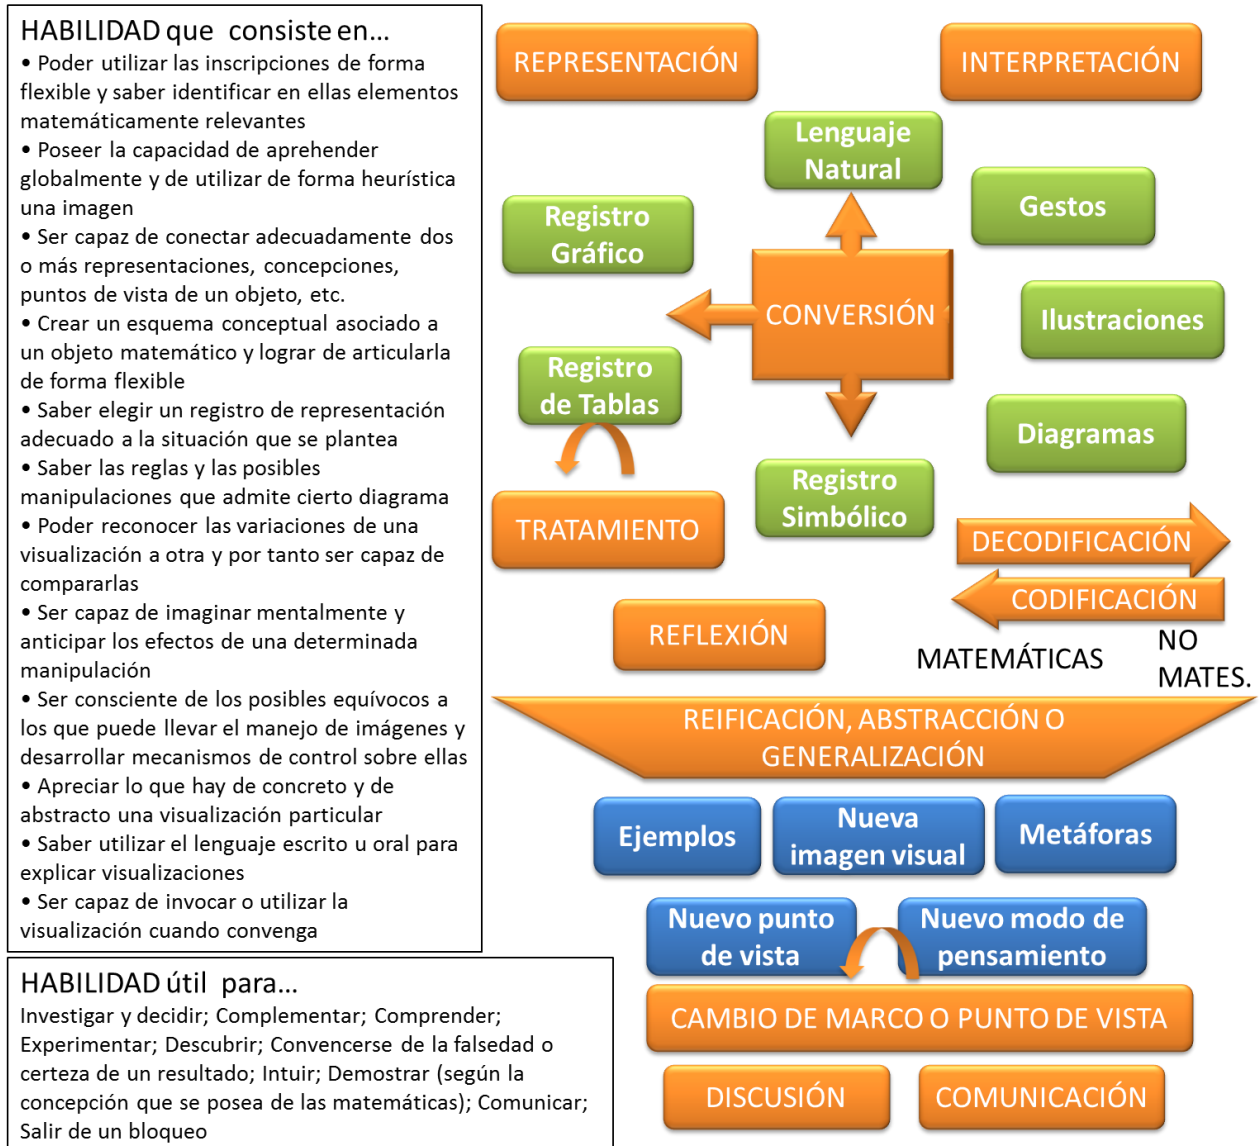 HABILIDAD que consiste en...
• Poder utilizar las inscripciones de forma
flexible y saber identificar en ellas elementos
matemáticamente relevantes
• Poseer la capacidad de aprehender
globalmente y de utilizar de forma heurística
una imagen
• Ser capaz de conectar adecuadamente dos
o más representaciones, concepciones,
puntos de vista de un objeto, etc.
• Crear un esquema conceptual asociado a
un objeto matemático y lograr de articularla
de forma flexible
• Saber elegir un registro de representación
adecuado a la situación que se plantea
• Saber las reglas y las posibles
manipulaciones que admite cierto diagrama
• Poder reconocer las variaciones de una
visualización a otra y por tanto ser capaz de
compararlas
• Ser capaz de imaginar mentalmente y
anticipar los efectos de una determinada
manipulación
• Ser consciente de los posibles equívocos a
los que puede llevar el manejo de imágenes y
desarrollar mecanismos de control sobre ellas
• Apreciar lo que hay de concreto y de
abstracto una visualización particular
• Saber utilizar el lenguaje escrito u oral para
explicar visualizaciones
• Ser capaz de invocar o utilizar la
visualización cuando convenga
HABILIDAD útil para...
Investigar y decidir; Complementar; Comprender;
Experimentar; Descubrir; Convencerse de la falsedad o
certeza de un resultado; Intuir; Demostrar (según la
concepción que se posea de las matemáticas); Comunicar;
Salir de un bloqueo
REPRESENTACIÓN
INTERPRETACIÓN
Lenguaje
Natural
Gestos
Registro
Gráfico
CONVERSIÓN
Ilustraciones
Registro
de Tablas
Diagramas
Registro
Simbólico
TRATAMIENTO
DECODIFICACIÓN
CODIFICACIÓN
REFLEXIÓN
MATEMÁTICAS
NO
MATES.
REIFICACIÓN, ABSTRACCIÓN O
GENERALIZACIÓN
Ejemplos
Nueva
imagen visual
Metáforas
Nuevo punto
de vista
Nuevo modo de
pensamiento
CAMBIO DE MARCO O PUNTO DE VISTA
DISCUSIÓN
COMUNICACIÓN